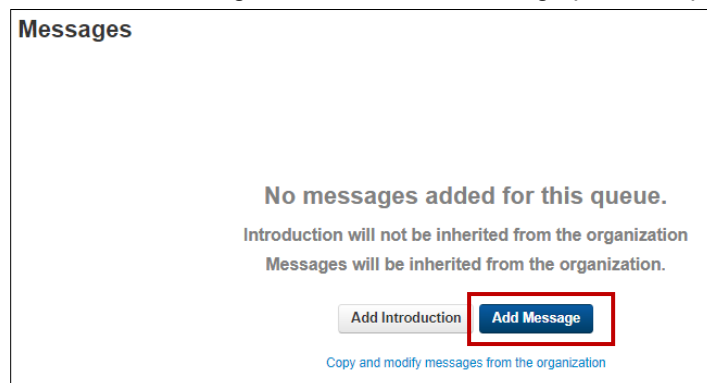 Messages
No messages added for this queue.
Introduction will not be inherited from the organization
Messages will be inherited from the organization.
Add Introduction Add Message
Copy and modify messages from the organization